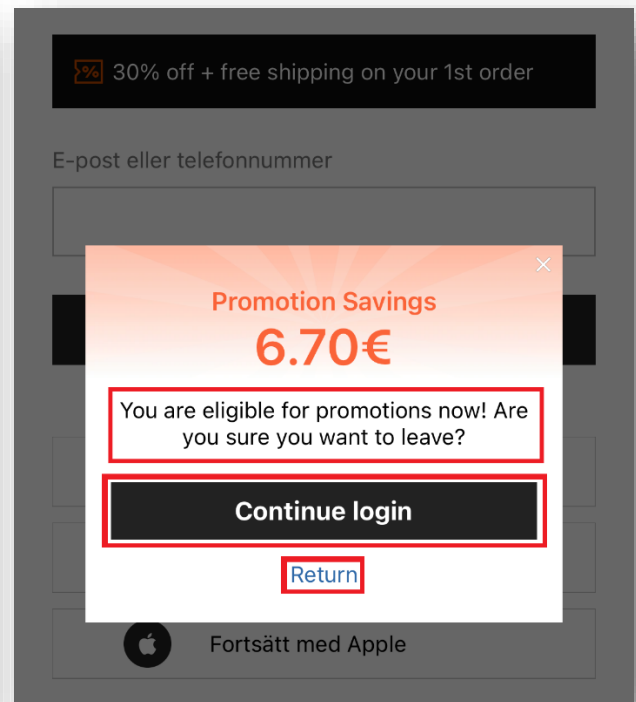 30% off + free shipping on your 1st order
E-post eller telefonnummer
Promotion Savings
6.70€
You are eligible for promotions now! Are
you sure you want to leave?
Continue login
Return
Fortsätt med Apple